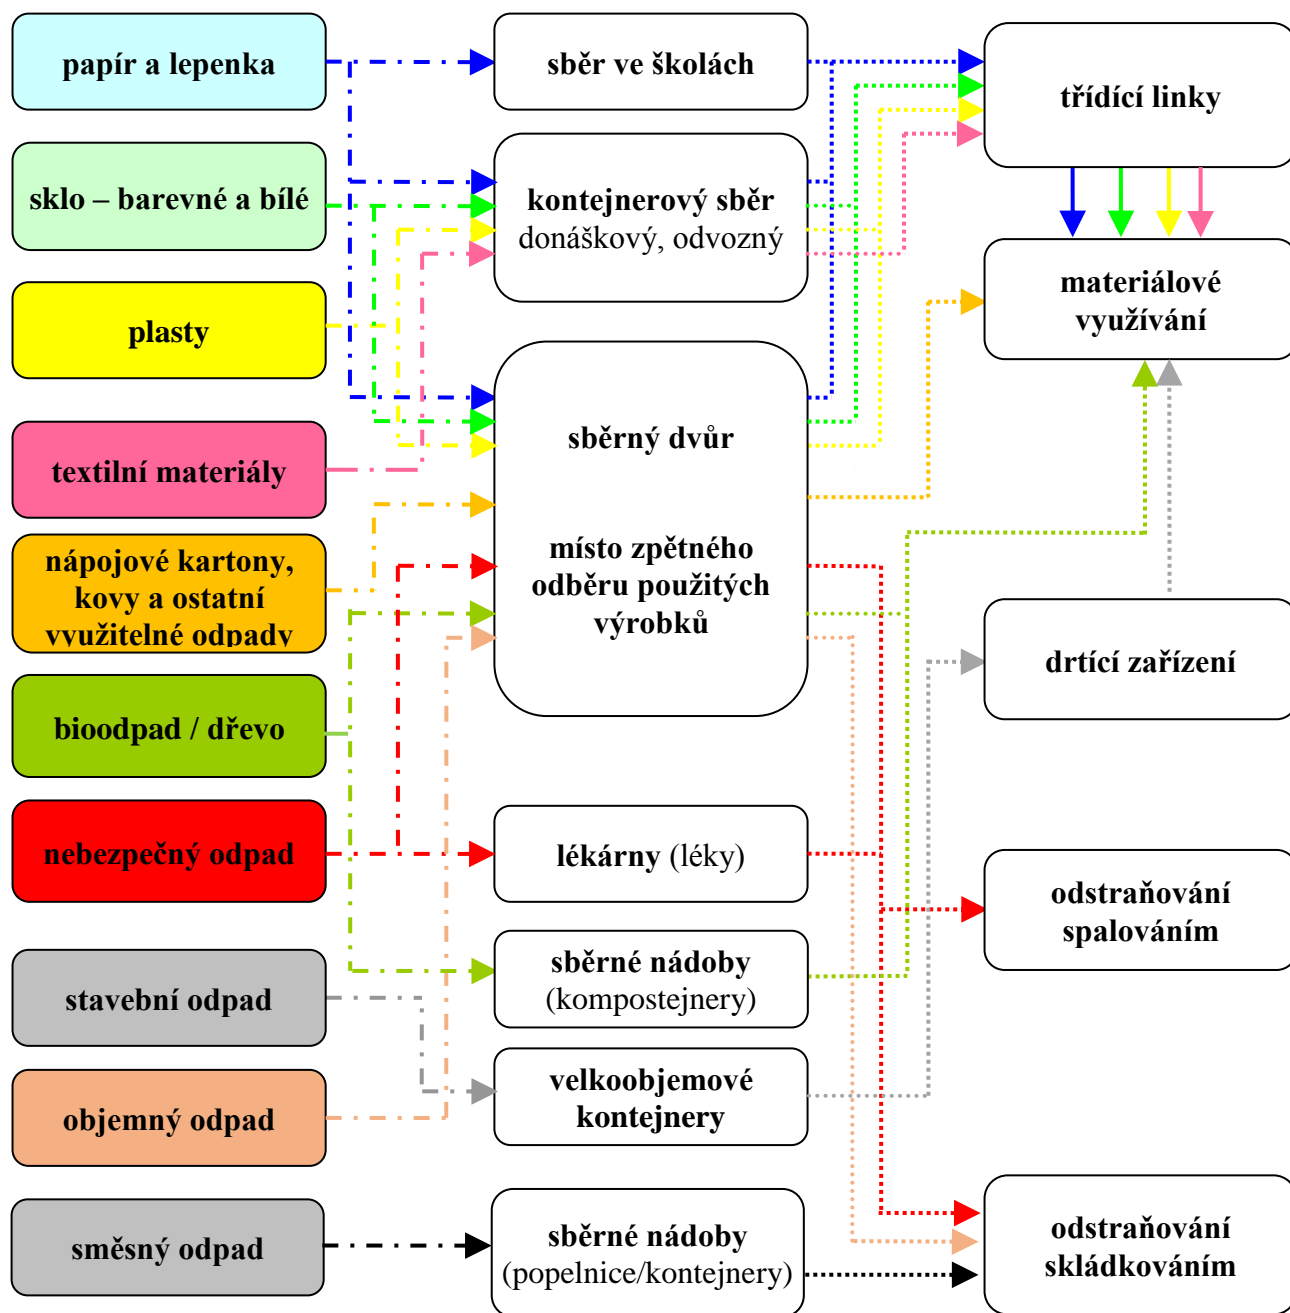 papír a lepenka
sklo – barevné a bílé
plasty
textilní materiály
nápojové kartony,
kovy a ostatní
využitelné odpady
bioodpad / dřevo
nebezpečný odpad
stavební odpad
objemný odpad
směsný odpad
sběr ve školách
kontejnerový sběr
donáškový, odvozný
sběrný dvůr
místo zpětného
odběru použitých
výrobků
lékárny (léky)
sběrné nádoby
(kompostejnery)
velkoobjemové
kontejnery
sběrné nádoby
(popelnice/kontejnery)
třídící linky
materiálové
využívání
drtící zařízení
odstraňování
spalováním
odstraňování
skládkováním